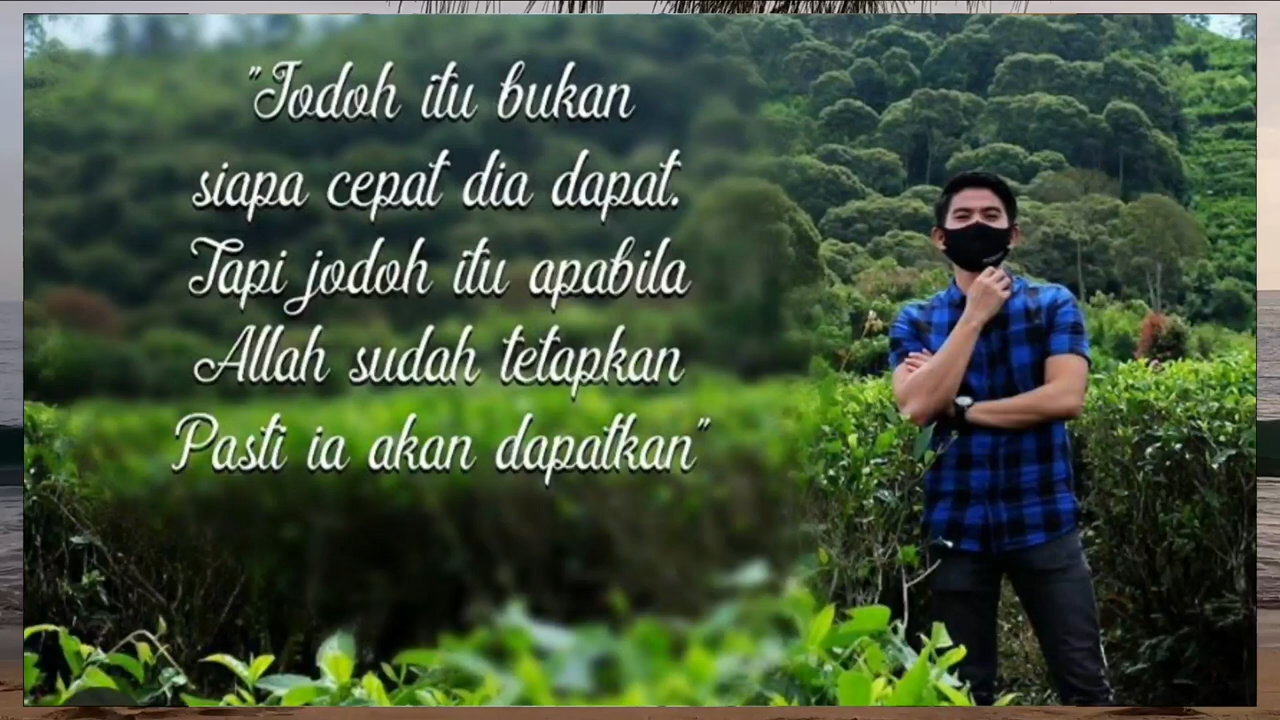 "Jodoh itu bukan
siapa cepat dia dapat.
Tapi jodoh itu apabila
Allah sudah tetapkan
Pasti ia akan dapatkan"